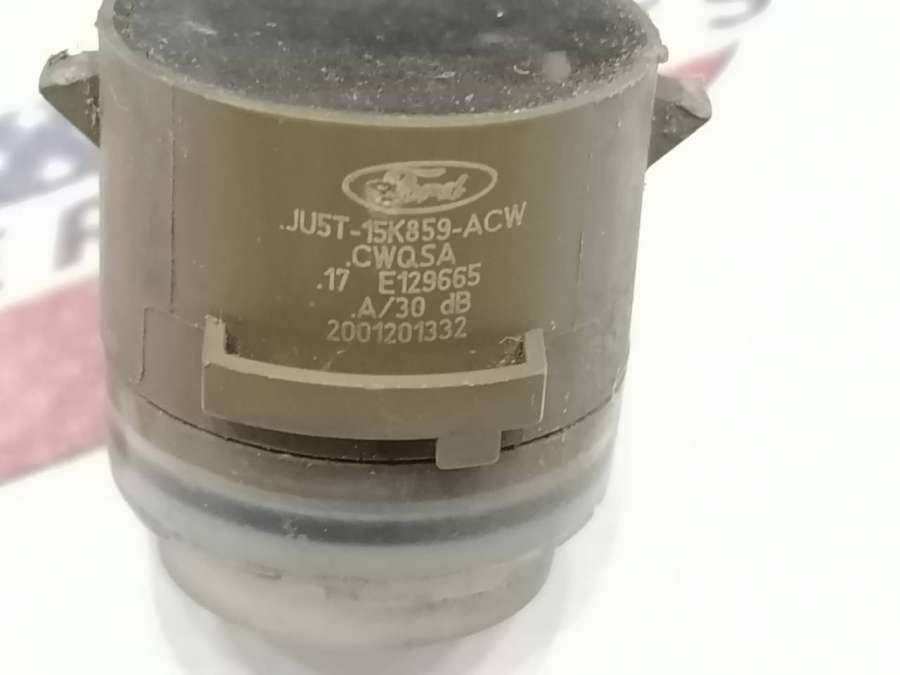 Ford
.JU5T-15K859-ACW
.CWQSA
.17 E129665
.A/30 dB
2001201332